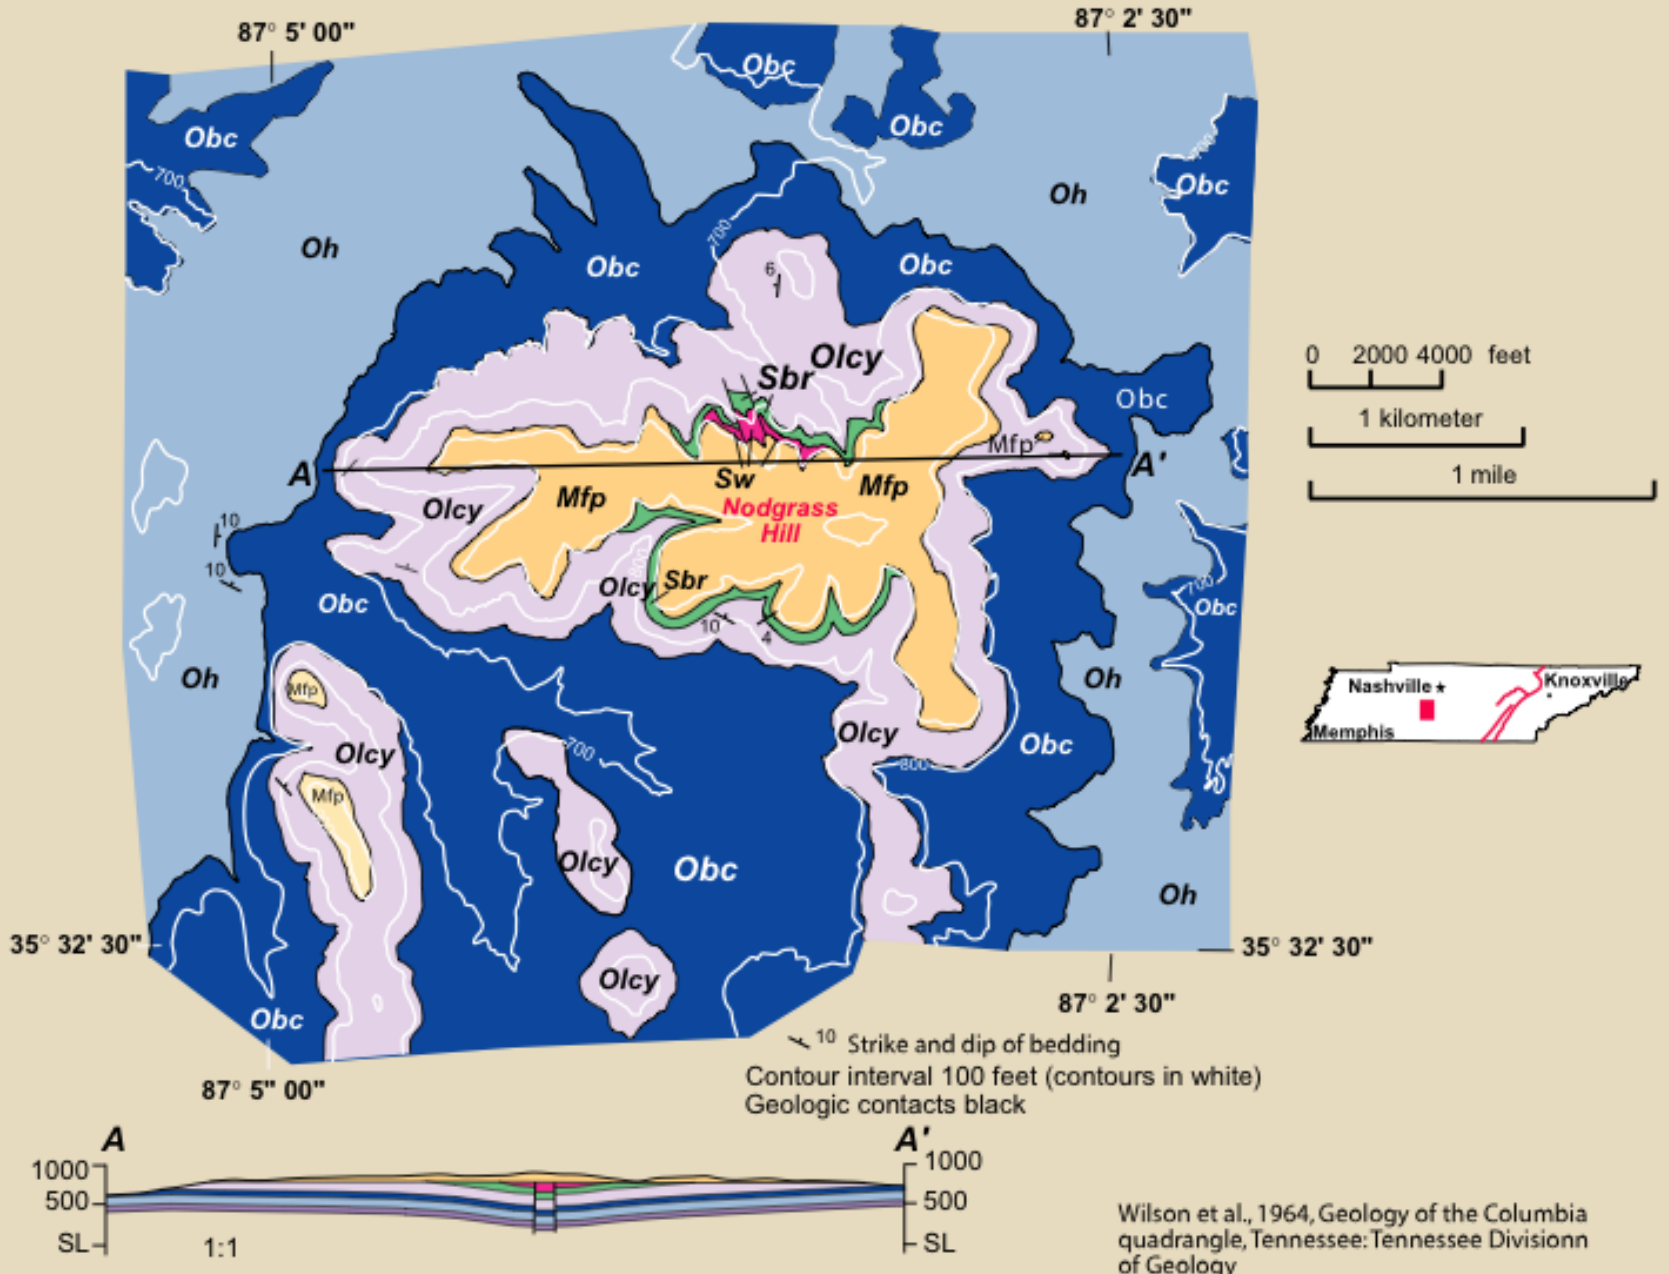 87° 5' 00"
87° 2' 30"
Obc
Obc
Obc
700
700
Obc
Oh
Oh
700
Obc
Obc
6
Olcy
Sbr
0 2000 4000 feet
Obc
1 kilometer
Mfp
A
A'
1 mile
Sw
Mfp
Mfp
Olcy
Nodgrass
Hill
10
10
800
Olcy
Sbr
700
Obc
Obc
10
4
Oh
Oh
Mfp
Nashville
Knoxville
Memphis
Olcy
Olcy
Obc
700
800
Mfp
Olcy
Obc
Oh
35° 32' 30"
35° 32' 30"
Olcy
87° 2' 30"
Obc
10 Strike and dip of bedding
87° 5" 00"
Contour interval 100 feet (contours in white)
Geologic contacts black
A
A'
1000
1000
500
500
SL
SL
1:1
Wilson et al., 1964, Geology of the Columbia
quadrangle, Tennessee: Tennessee Divisionn
of Geology